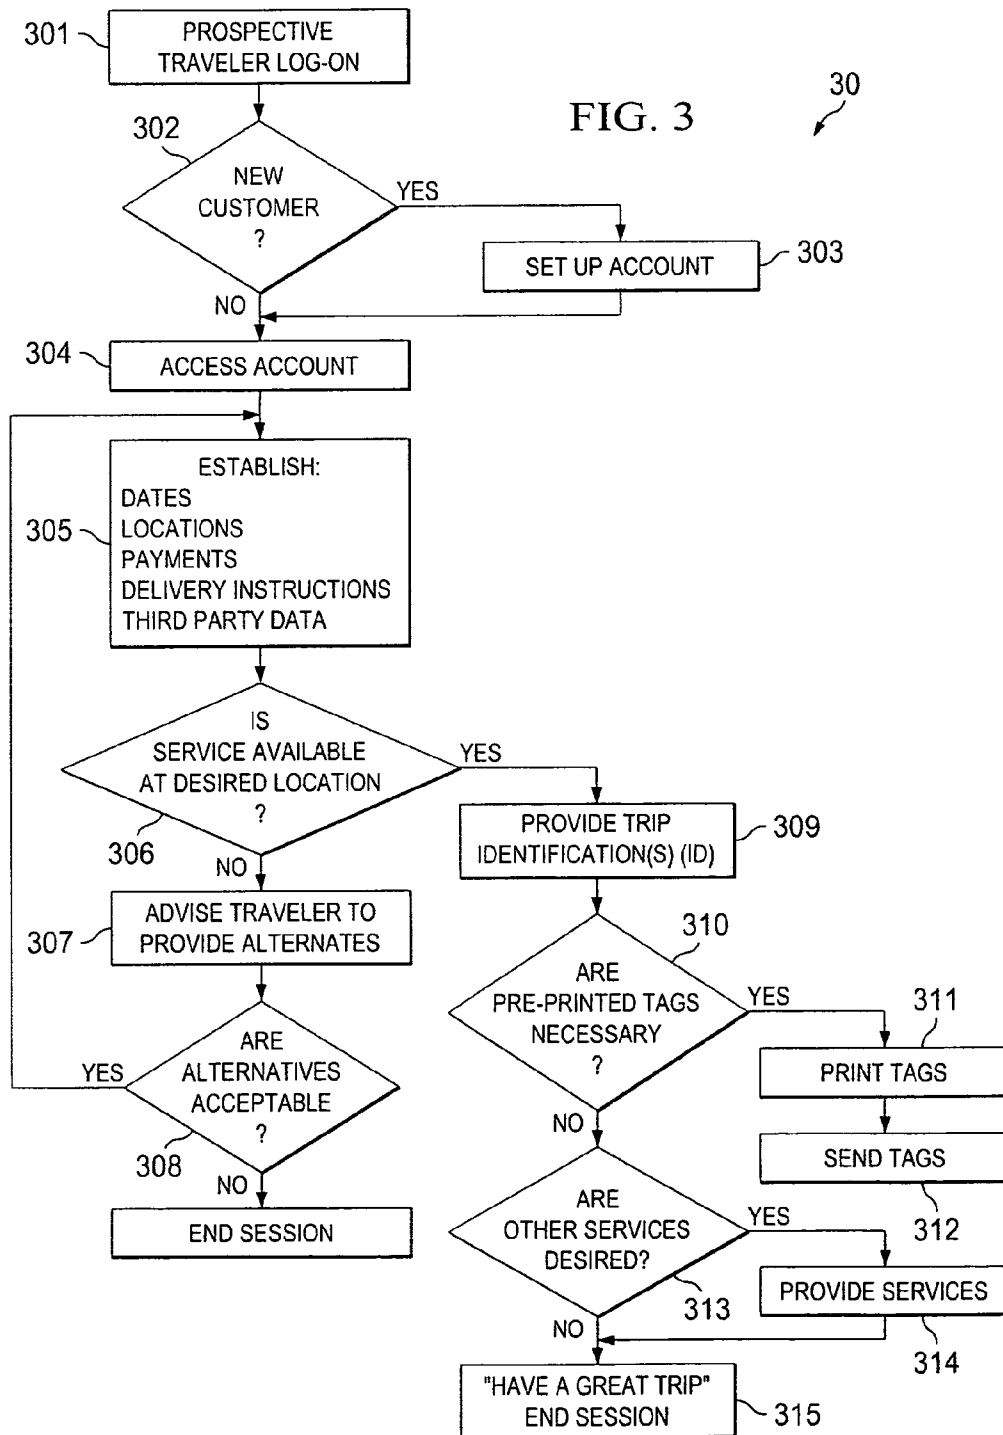 301
PROSPECTIVE
TRAVELER LOG-ON
FIG. 3
30
302
NEW
CUSTOMER
?
YES
SET UP ACCOUNT
303
NO
304
ACCESS ACCOUNT
305
ESTABLISH:
DATES
LOCATIONS
PAYMENTS
DELIVERY INSTRUCTIONS
THIRD PARTY DATA
IS
SERVICE AVAILABLE
AT DESIRED LOCATION
?
YES
306
NO
PROVIDE TRIP
IDENTIFICATION(S) (ID)
309
307
ADVISE TRAVELER TO
PROVIDE ALTERNATES
310
ARE
PRE-PRINTED TAGS
NECESSARY
?
YES
311
PRINT TAGS
YES
ARE
ALTERNATIVES
ACCEPTABLE
?
308
NO
END SESSION
NO
SEND TAGS
312
ARE
OTHER SERVICES
DESIRED?
YES
313
PROVIDE SERVICES
314
NO
"HAVE A GREAT TRIP"
END SESSION
315